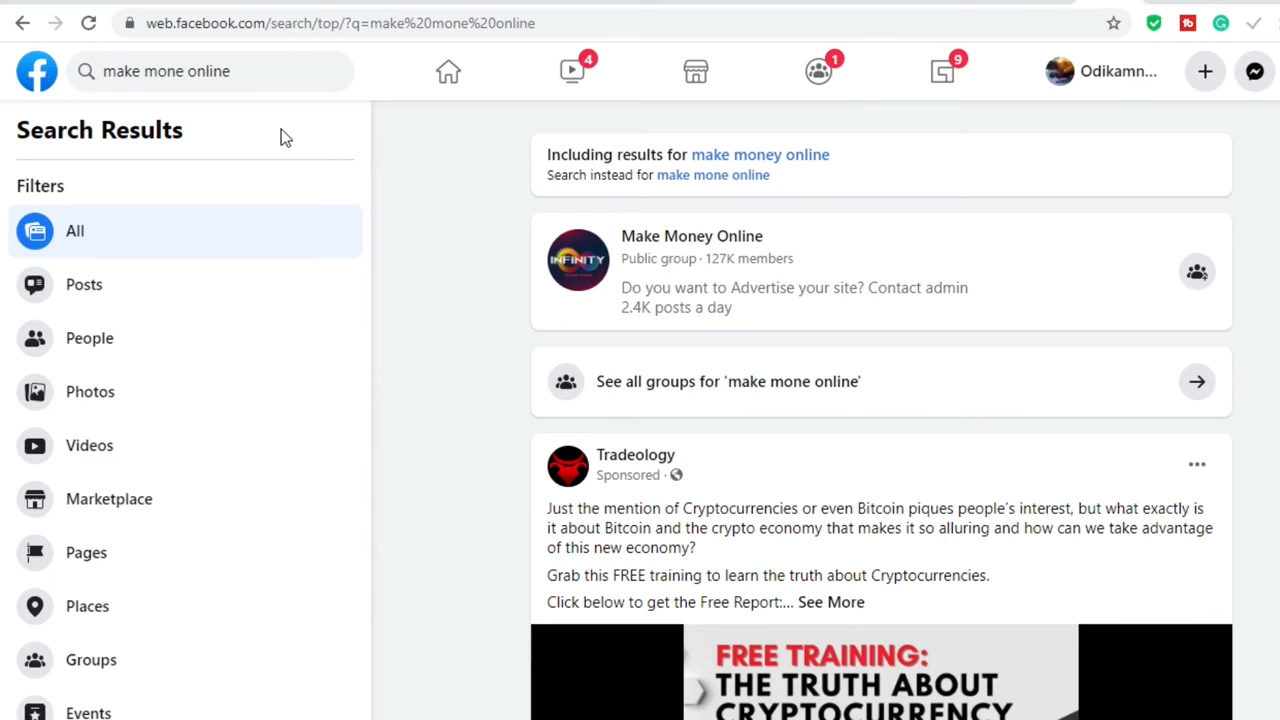 web.facebook.com/search/top/?q=make%20mone%20online
make mone online
4
1
9
Odikamn...
Search Results
Filters
All
Posts
People
Photos
Videos
Marketplace
Pages
Places
Groups
Events
Including results for make money online
Search instead for make mone online
INFINITY
Make Money Online
Public group · 127K members
Do you want to Advertise your site? Contact admin
2.4K posts a day
See all groups for 'make mone online'
Tradeology
Sponsored ·
Just the mention of Cryptocurrencies or even Bitcoin piques people's interest, but what exactly is
it about Bitcoin and the crypto economy that makes it so alluring and how can we take advantage
of this new economy?
Grab this FREE training to learn the truth about Cryptocurrencies.
Click below to get the Free Report:... See More
FREE TRAINING:
THE TRUTH ABOUT
CRYPTOCURRENCY